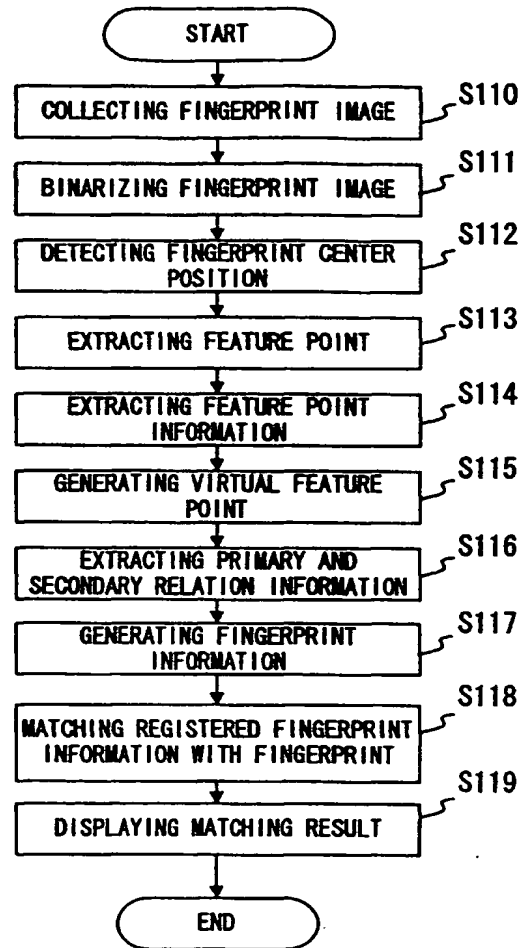 START
S110
COLLECTING FINGERPRINT IMAGE
S111
BINARIZING FINGERPRINT IMAGE
S112
DETECTING FINGERPRINT CENTER
POSITION
S113
EXTRACTING FEATURE POINT
S114
EXTRACTING FEATURE POINT
INFORMATION
S115
GENERATING VIRTUAL FEATURE
POINT
S116
EXTRACTING PRIMARY AND
SECONDARY RELATION INFORMATION
S117
GENERATING FINGERPRINT
INFORMATION
S118
MATCHING REGISTERED FINGERPRINT
INFORMATION WITH FINGERPRINT
S119
DISPLAYING MATCHING RESULT
END